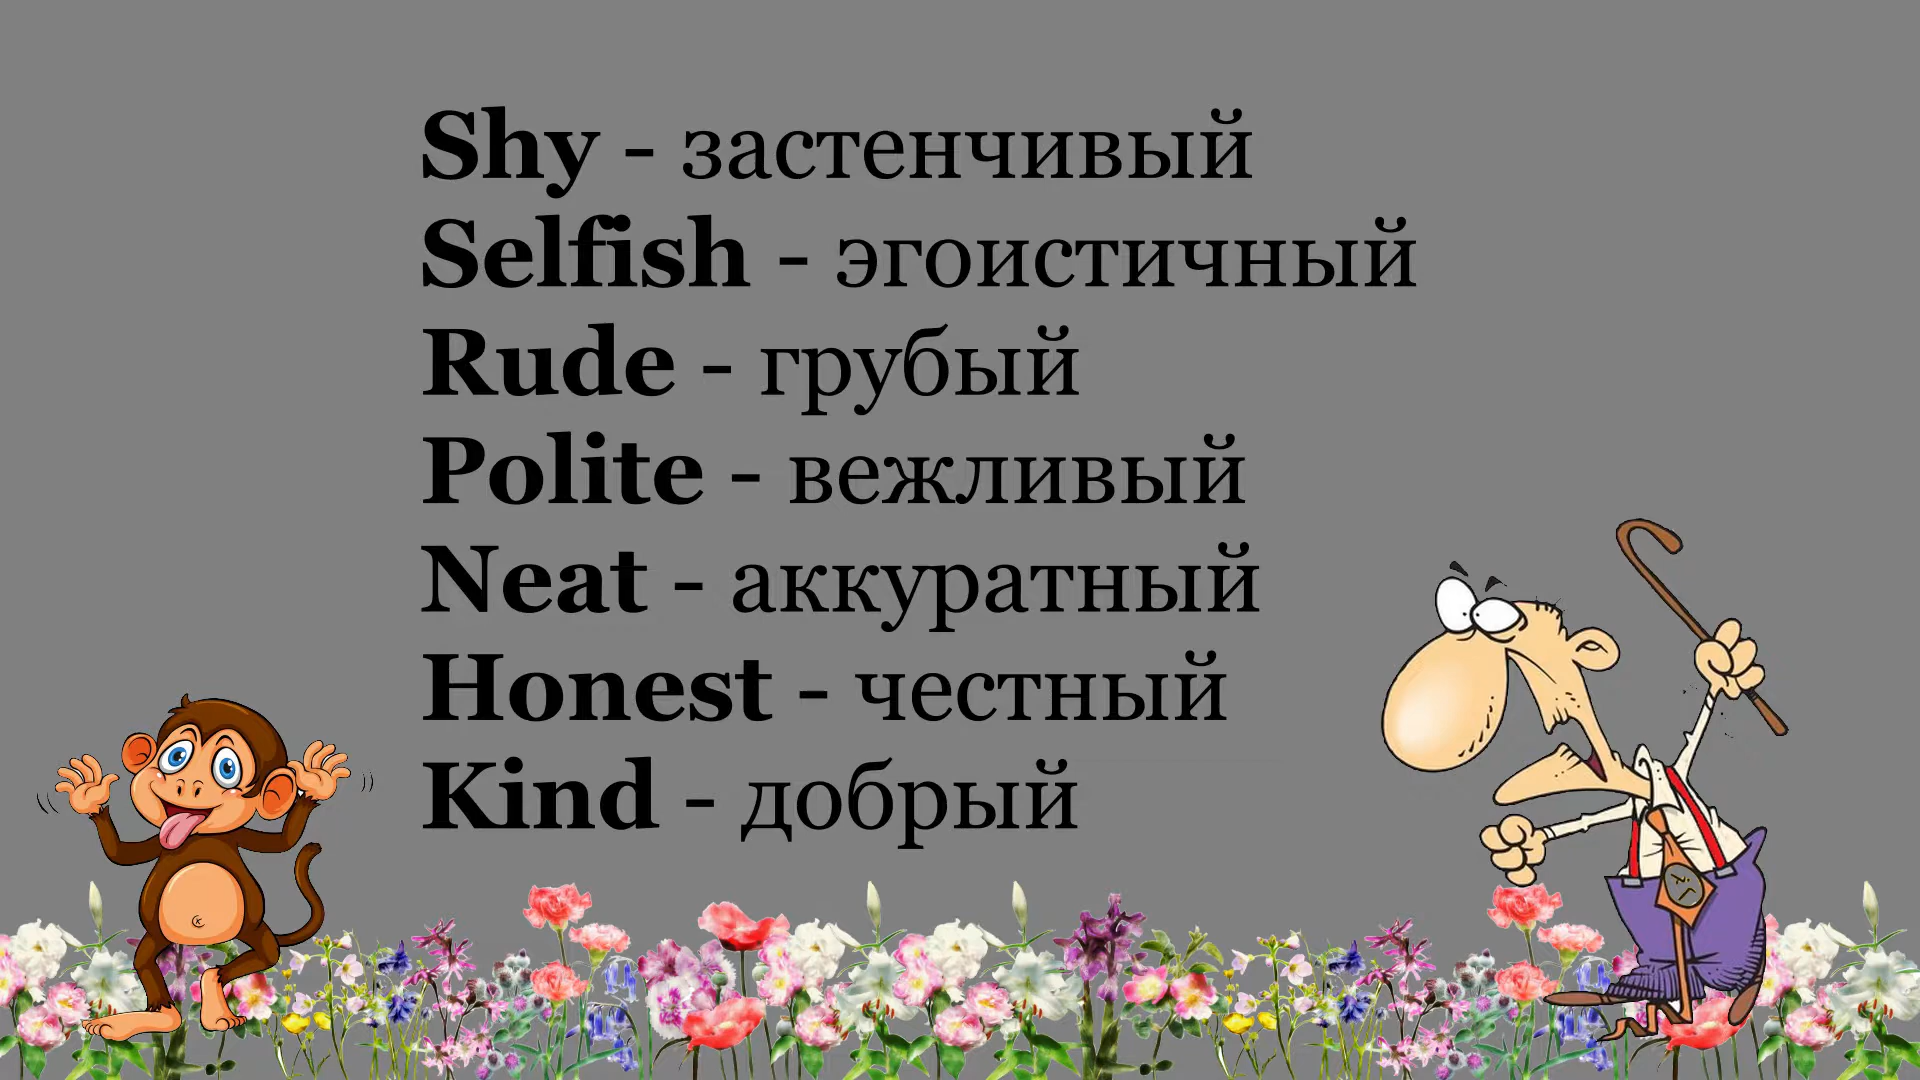 Shy - застенчивый
Selfish - эгоистичный
Rude - грубый
Polite - вежливый
Neat - аккуратный
Honest - честный
Kind - добрый